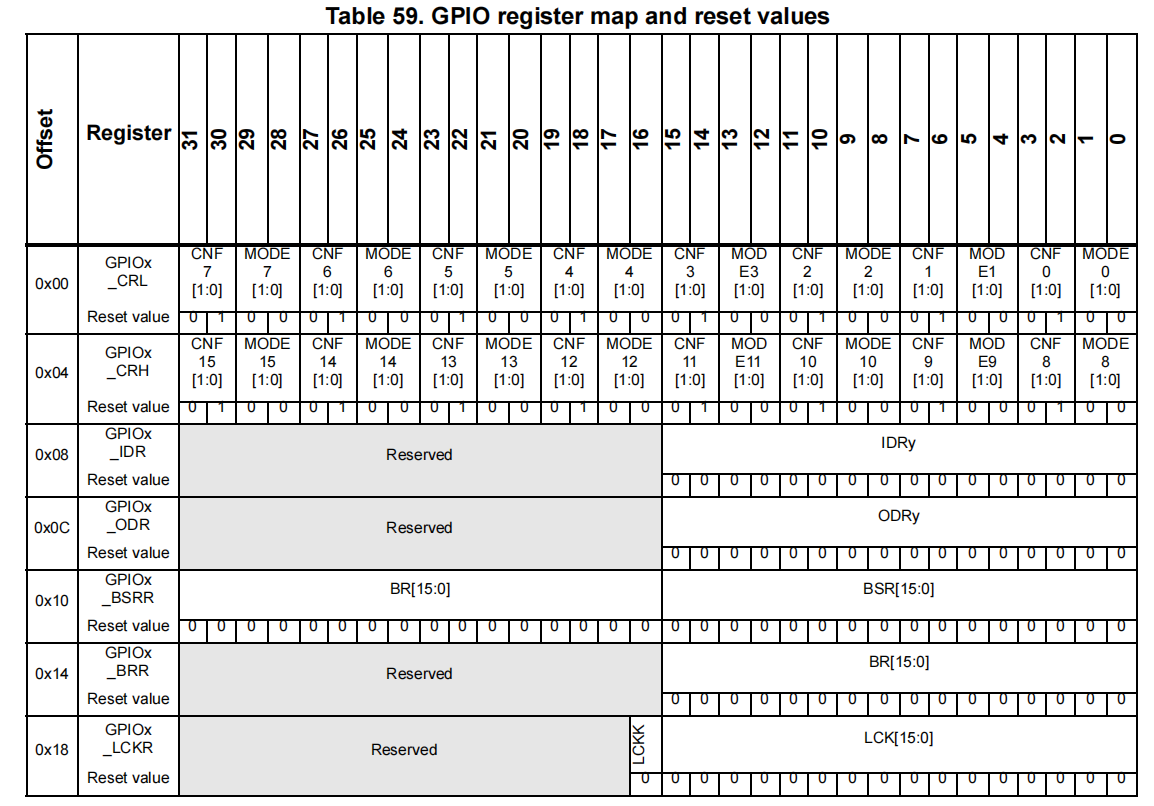 Table 59. GPIO register map and reset values
Offset Register 31 30 29 28 27 26 25 24 23 22 21 20 19 18 17 16 15 14 13 12 11 10 9 8 7 6 5 4 3 2 1 0
CNF MODE CNF MODE CNF MODE CNF MODE CNF MOD CNF MODE CNF MOD CNF MODE
GPIOx 7 7 6 6 5 5 4 4 3 E3 2 2 1 E1 0 0
0x00 _CRL [1:0] [1:0] [1:0] [1:0] [1:0] [1:0] [1:0] [1:0] [1:0] [1:0] [1:0] [1:0] [1:0] [1:0] [1:0] [1:0]
Reset value 0 1 0 0 0 1 0 0 0 1 0 0 0 1 0 0 0 1 0 0 0 1 0 0 0 1 0 0 0 1 0 0
CNF MODE CNF MODE CNF MODE CNF MODE CNF MOD CNF MODE CNF MOD CNF MODE
GPIOx 15 15 14 14 13 13 12 12 11 E11 10 10 9 E9 8 8
0x04 _CRH [1:0] [1:0] [1:0] [1:0] [1:0] [1:0] [1:0] [1:0] [1:0] [1:0] [1:0] [1:0] [1:0] [1:0] [1:0] [1:0]
Reset value 0 1 0 0 0 1 0 0 0 1 0 0 0 1 0 0 0 1 0 0 0 1 0 0 0 1 0 0 0 1 0 0
GPIOx
0x08 _IDR Reserved IDRy
Reset value 0 0 0 0 0 0 0 0 0 0 0 0 0 0 0 0
GPIOx
0x0C _ODR Reserved ODRy
Reset value 0 0 0 0 0 0 0 0 0 0 0 0 0 0 0 0
GPIOx
0x10 _BSRR BR[15:0] BSR[15:0]
Reset value 0 0 0 0 0 0 0 0 0 0 0 0 0 0 0 0 0 0 0 0 0 0 0 0 0 0 0 0 0 0 0 0
GPIOx
0x14 _BRR Reserved BR[15:0]
Reset value 0 0 0 0 0 0 0 0 0 0 0 0 0 0 0 0
GPIOx
0x18 _LCKR Reserved LCKK LCK[15:0]
Reset value 0 0 0 0 0 0 0 0 0 0 0 0 0 0 0 0 0